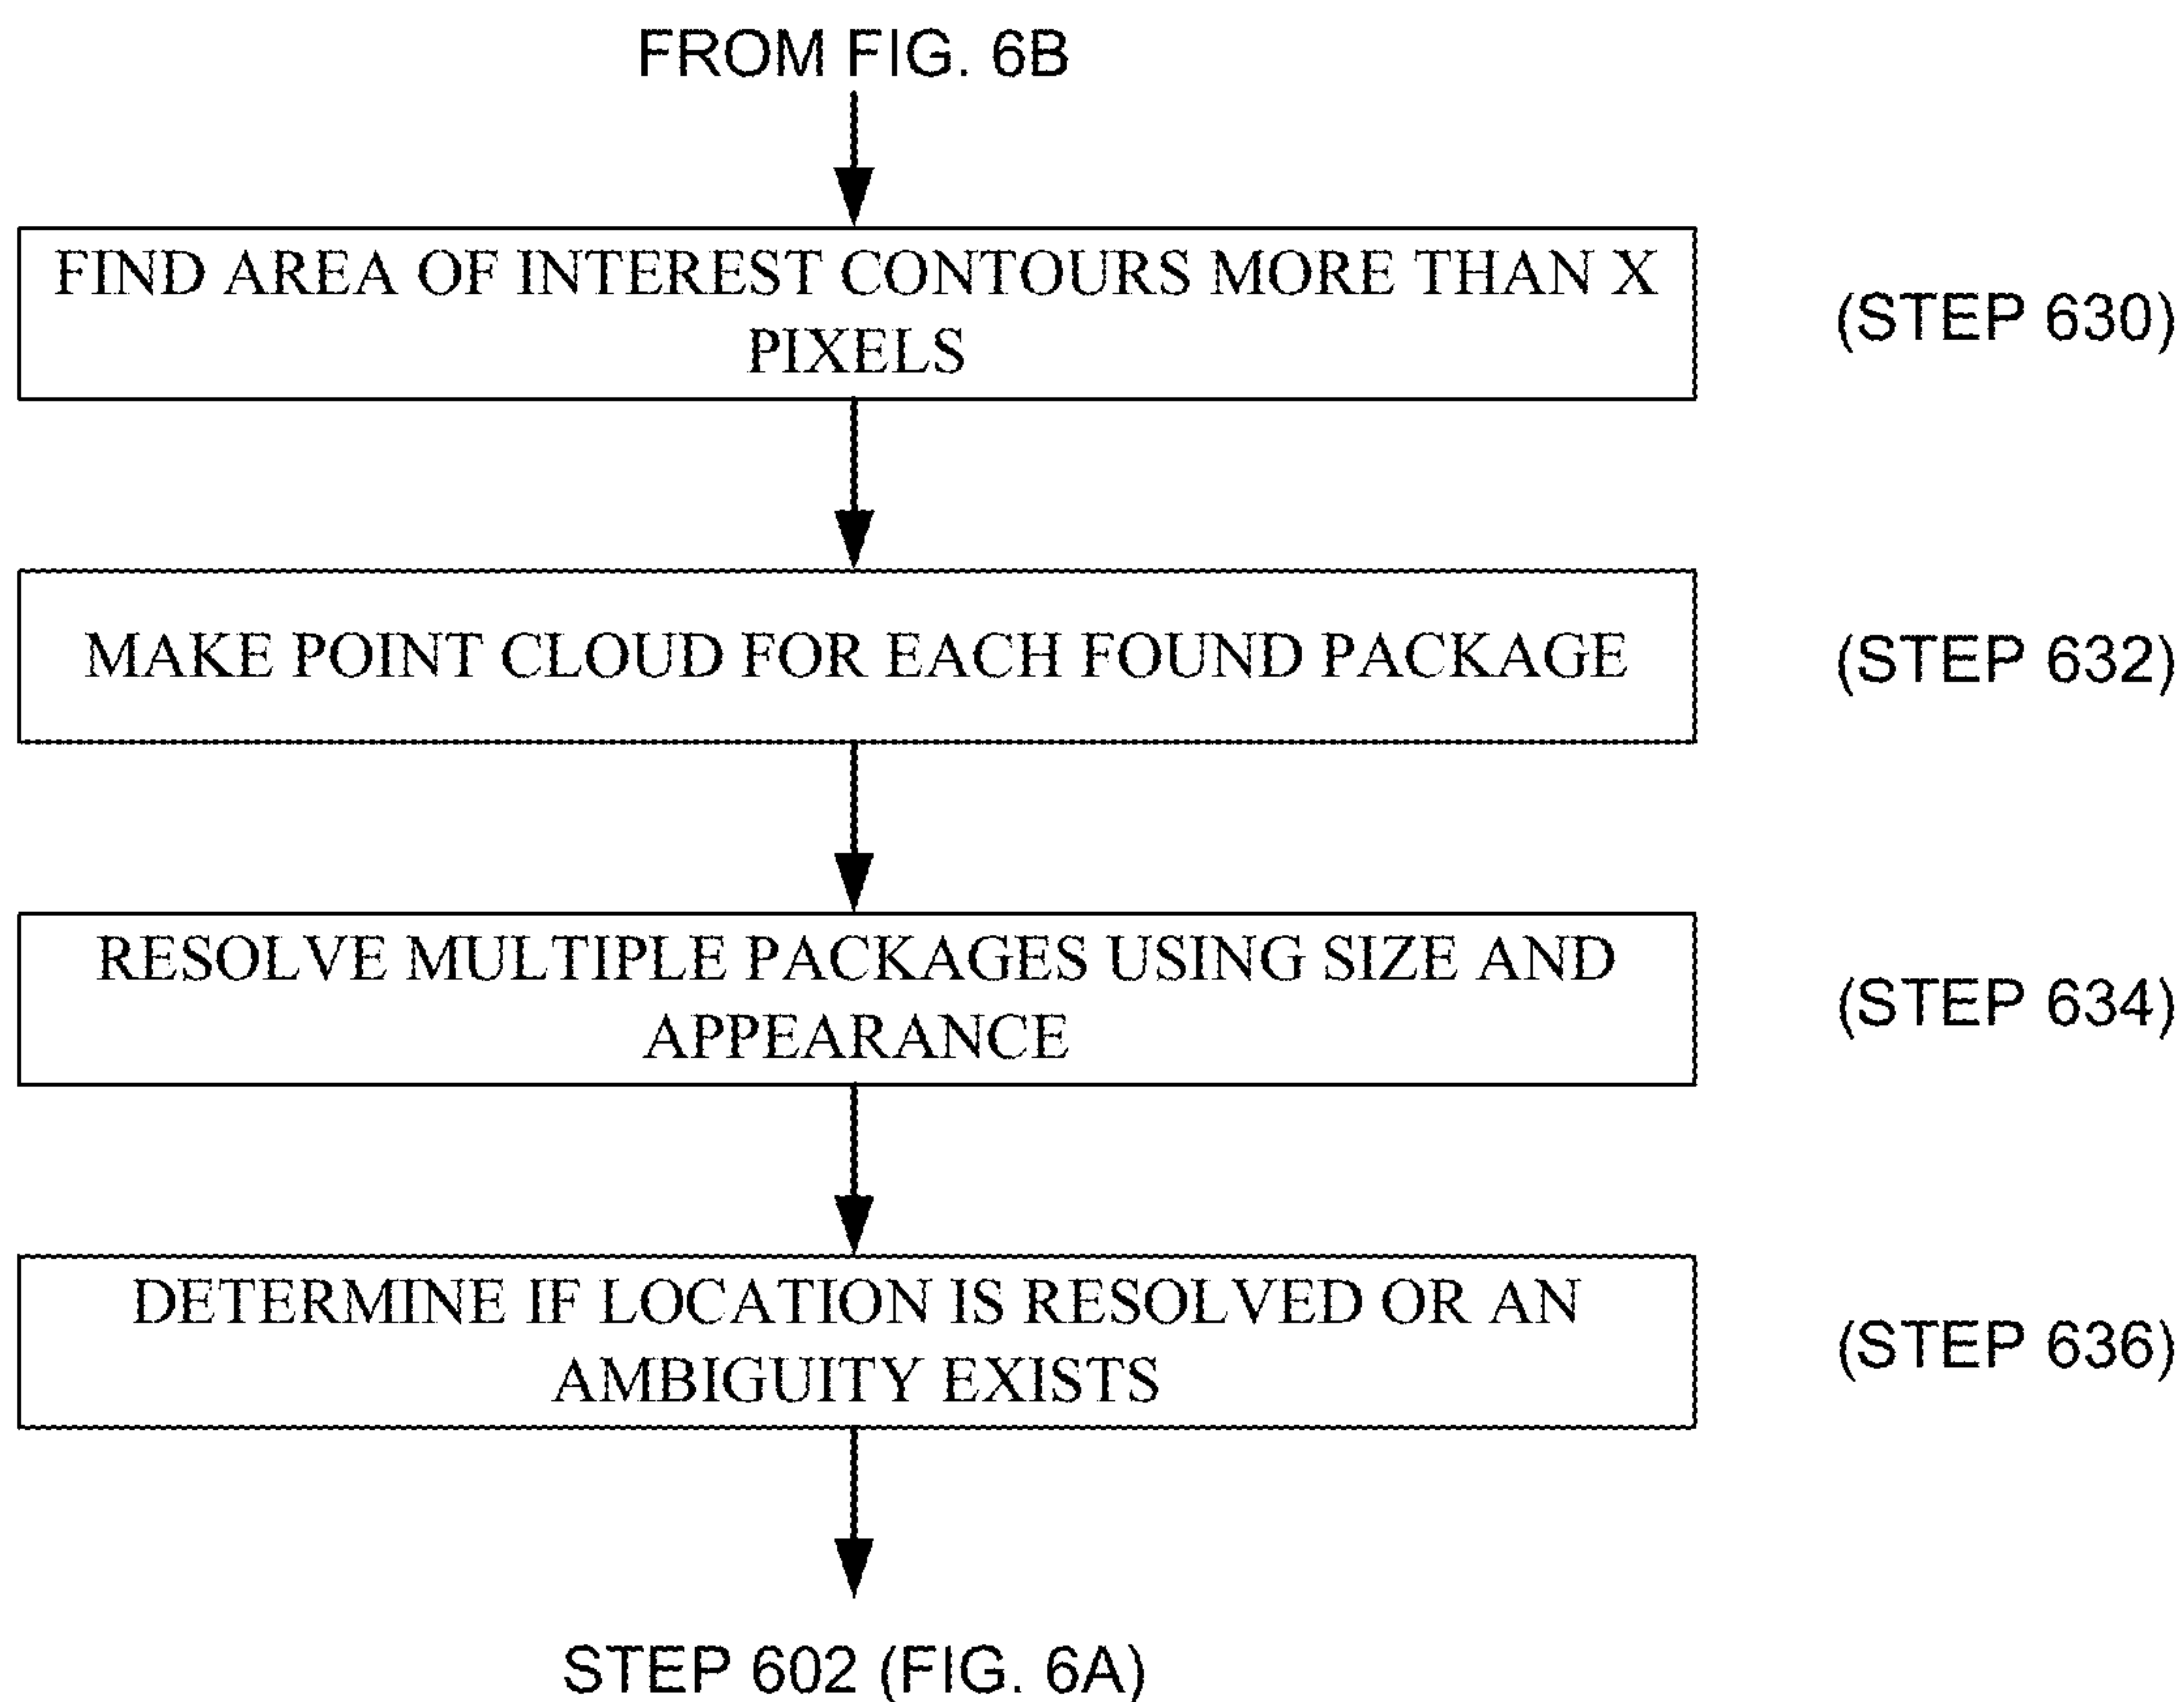 FROM FIG. 6B
FIND AREA OF INTEREST CONTOURS MORE THAN X
PIXELS
(STEP 630)
MAKE POINT CLOUD FOR EACH FOUND PACKAGE
(STEP 632)
RESOLVE MULTIPLE PACKAGES USING SIZE AND
APPEARANCE
(STEP 634)
DETERMINE IF LOCATION IS RESOLVED OR AN
AMBIGUITY EXISTS
(STEP 636)
STEP 602 (FIG. 6A)